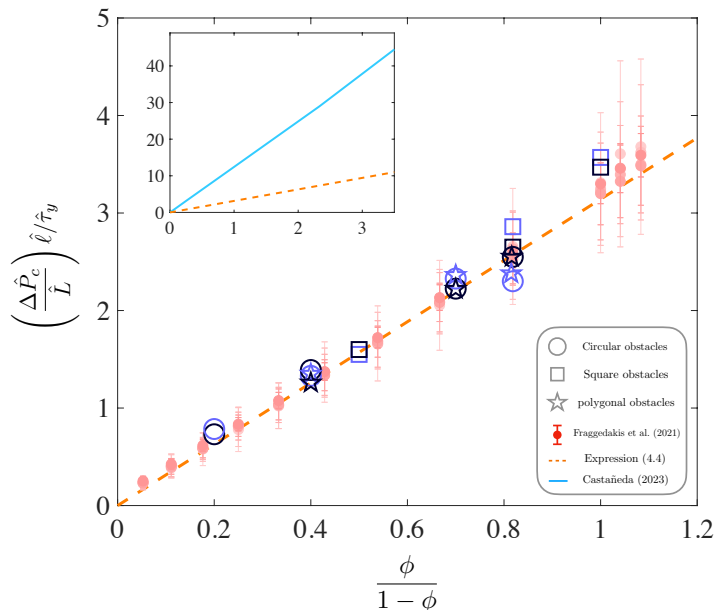 5
4
3
2
1
0
(ΔP̂_c/L̂) ℓ̂/τ̂_y
40
30
20
10
0
0 1 2 3
Circular obstacles
Square obstacles
polygonal obstacles
Fraggedakis et al. (2021)
Expression (4.4)
Castañeda (2023)
0 0.2 0.4 0.6 0.8 1 1.2
ϕ
1 − ϕ